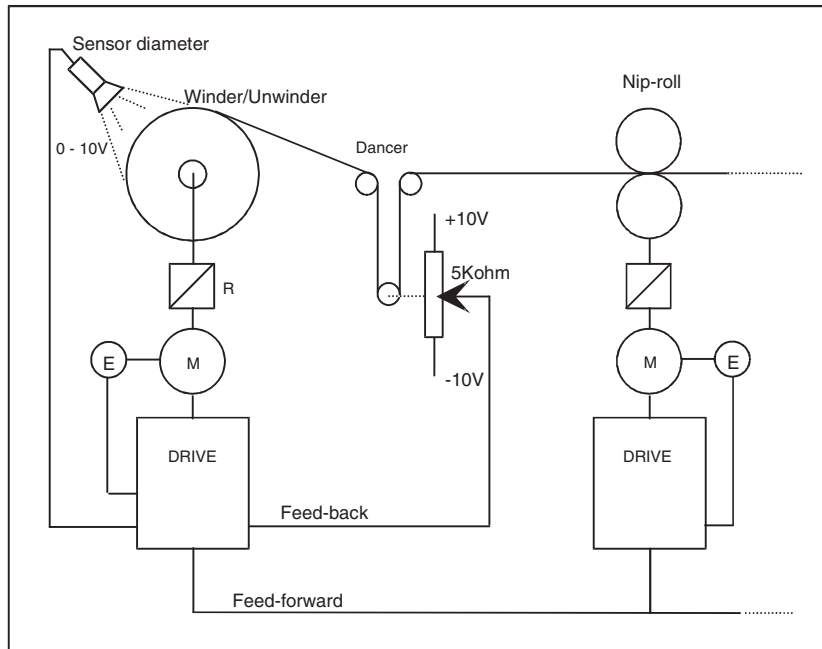 Sensor diameter
Nip-roll
Winder/Unwinder
Dancer
0 - 10V
+10V
5Kohm
R
E
M
-10V
M
E
DRIVE
DRIVE
Feed-back
Feed-forward